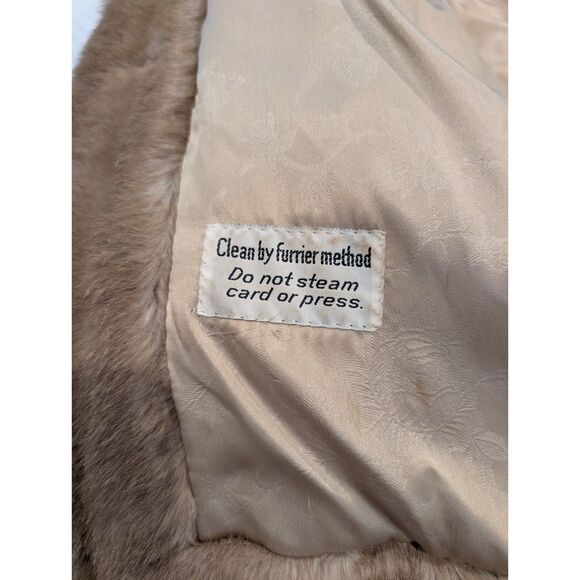 Clean by furrier method
Do not steam
card or press.